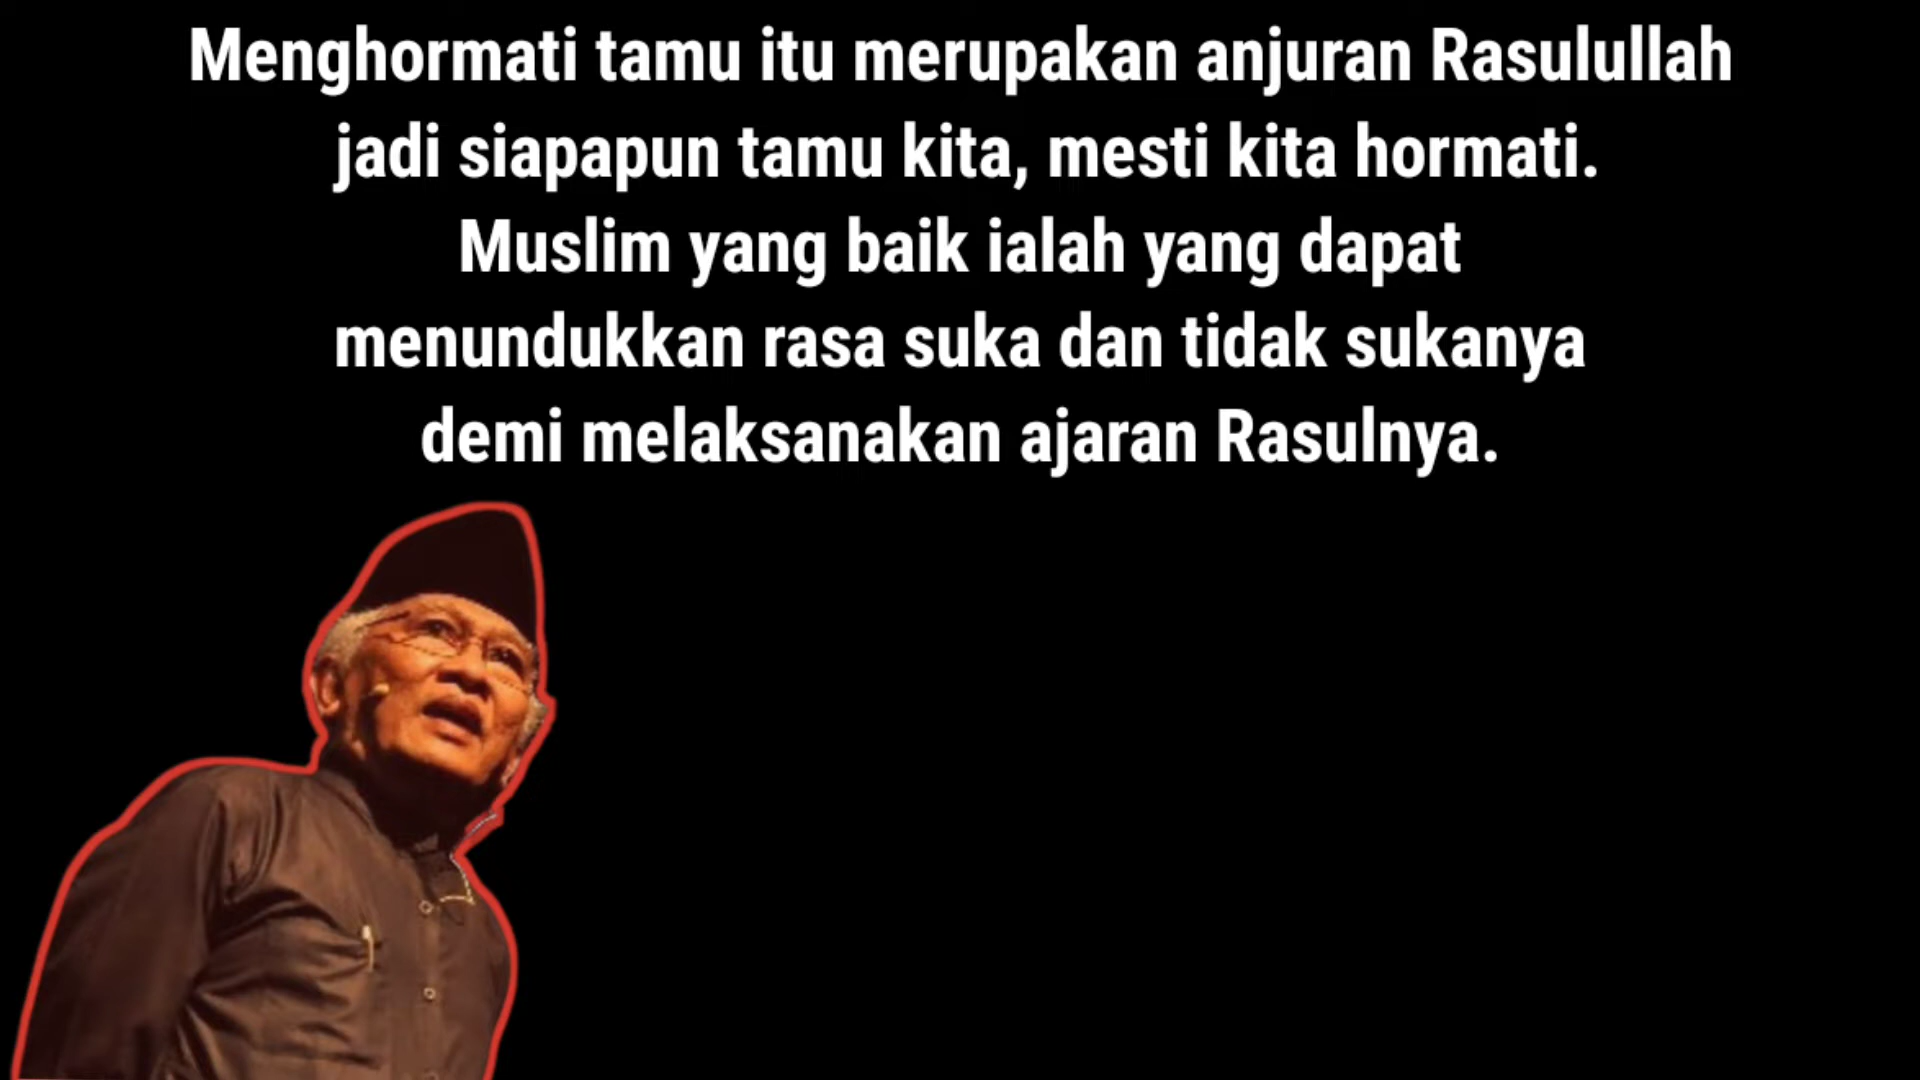 Menghormati tamu itu merupakan anjuran Rasulullah
jadi siapapun tamu kita, mesti kita hormati.
Muslim yang baik ialah yang dapat
menundukkan rasa suka dan tidak sukanya
demi melaksanakan ajaran Rasulnya.